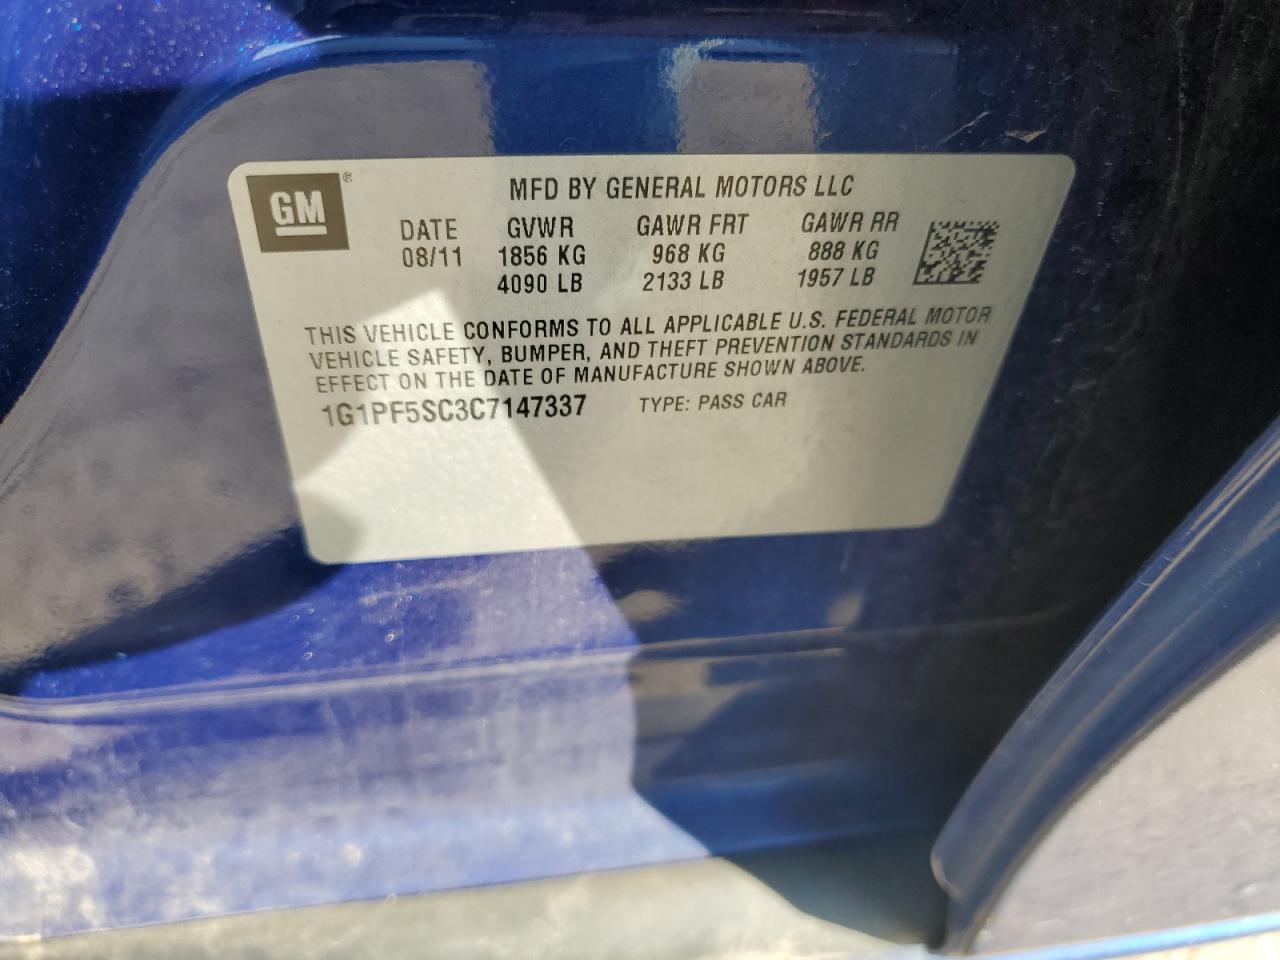 GM
MFD BY GENERAL MOTORS LLC
DATE GVWR GAWR FRT GAWR RR
08/11 1856 KG 968 KG 888 KG
4090 LB 2133 LB 1957 LB
THIS VEHICLE CONFORMS TO ALL APPLICABLE U.S. FEDERAL MOTOR
VEHICLE SAFETY, BUMPER, AND THEFT PREVENTION STANDARDS IN
EFFECT ON THE DATE OF MANUFACTURE SHOWN ABOVE.
1G1PF5SC3C7147337 TYPE: PASS CAR